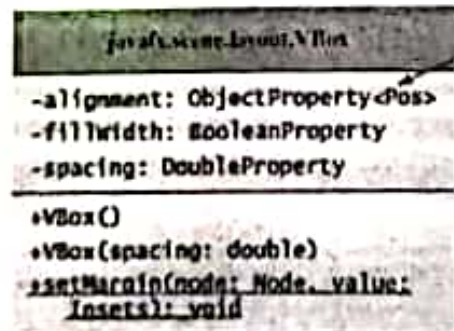 javafx.scene.layout.VBox
-alignment: ObjectProperty<Pos>
-fillWidth: BooleanProperty
-spacing: DoubleProperty
+VBox()
+VBox(spacing: double)
+setMargin(node: Node, value:
Insets): void